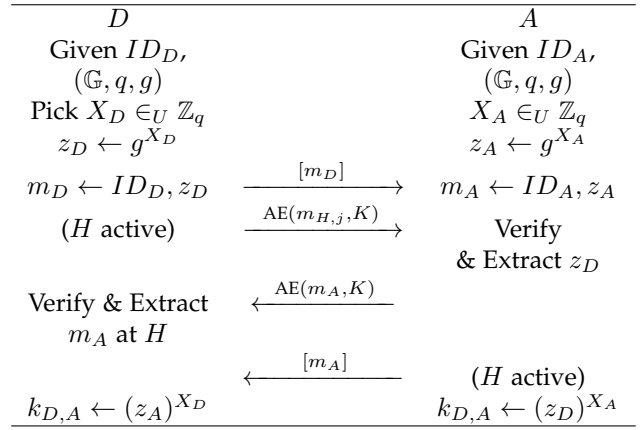 D A
Given ID_D, Given ID_A,
(𝔾, q, g) (𝔾, q, g)
Pick X_D ∈_U ℤ_q X_A ∈_U ℤ_q
z_D ← g^{X_D} z_A ← g^{X_A}
m_D ← ID_D, z_D [m_D] m_A ← ID_A, z_A
(H active) AE(m_{H,j},K) Verify
& Extract z_D
Verify & Extract AE(m_A,K)
m_A at H
[m_A] (H active)
k_{D,A} ← (z_A)^{X_D} k_{D,A} ← (z_D)^{X_A}